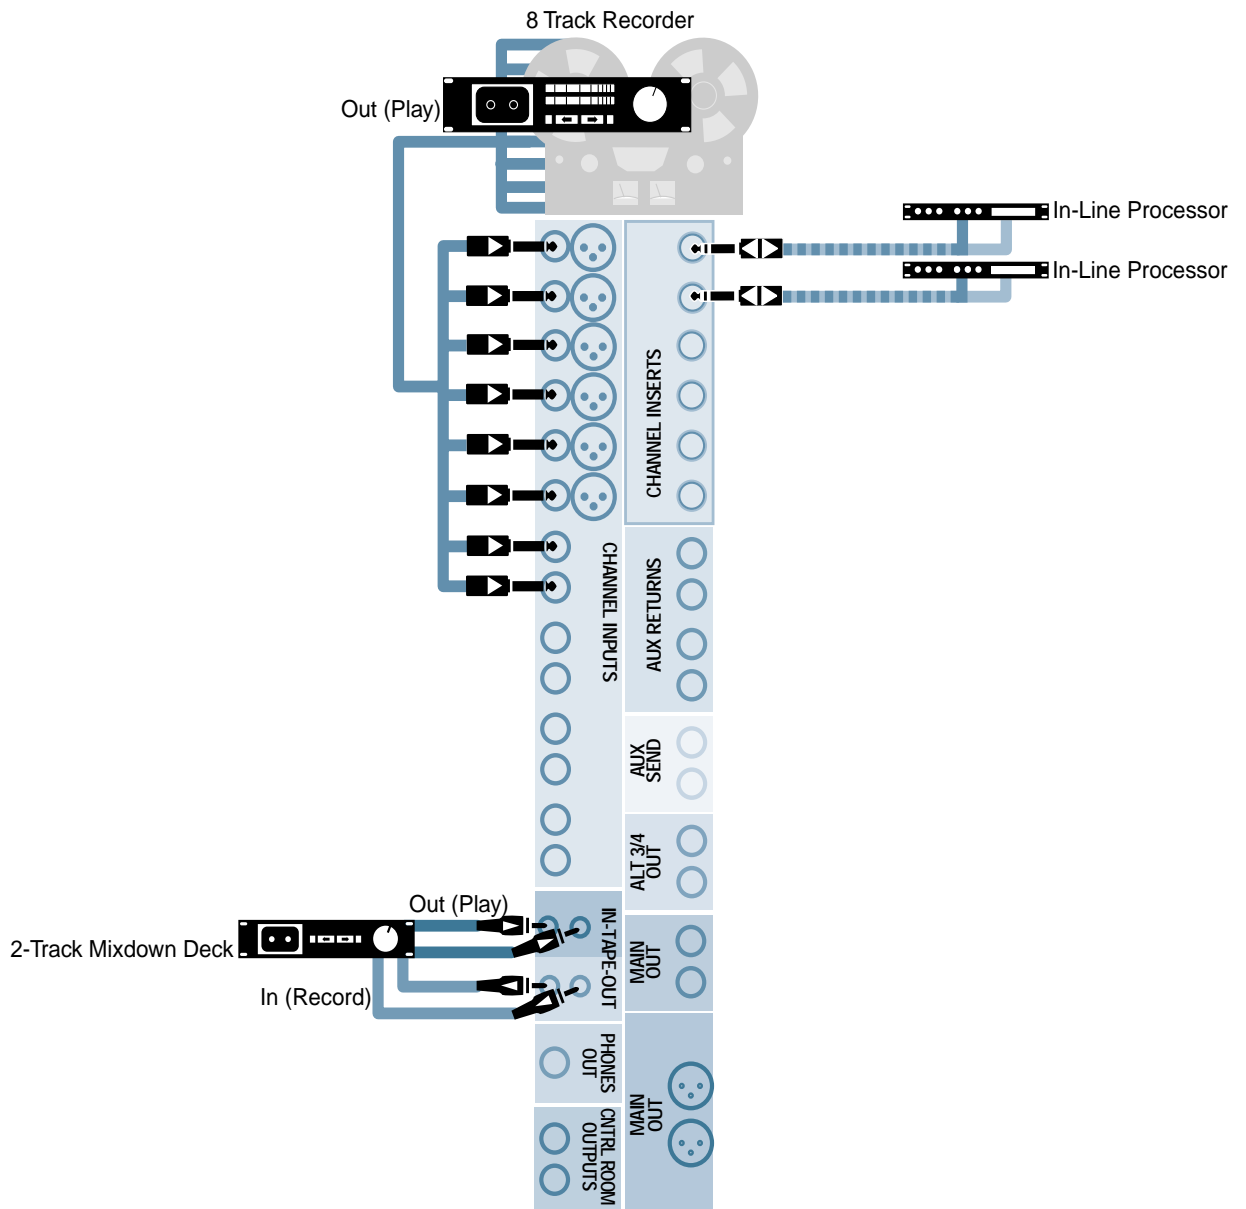 8 Track Recorder
Out (Play)
In-Line Processor
In-Line Processor
CHANNEL INSERTS
CHANNEL INPUTS
AUX RETURNS
AUX
SEND
ALT 3/4
OUT
Out (Play)
2-Track Mixdown Deck
In (Record)
IN-TAPE-OUT
MAIN
OUT
PHONES
OUT
MAIN
OUT
CNTRL ROOM
OUTPUTS